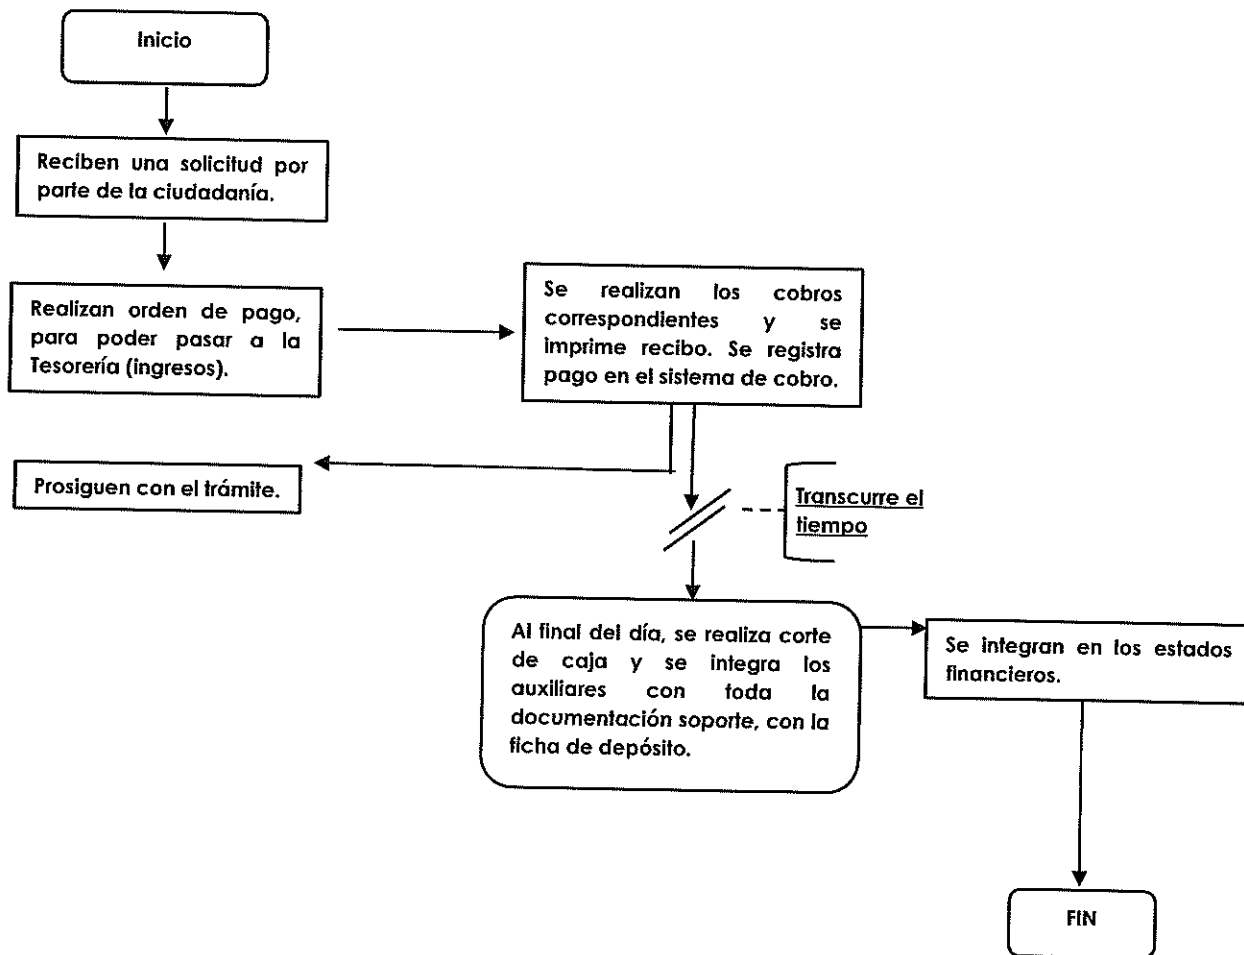 Inicio
Reciben una solicitud por
parte de la ciudadanía.
Realizan orden de pago,
para poder pasar a la
Tesorería (ingresos).
Se realizan los cobros
correspondientes y se
imprime recibo. Se registra
pago en el sistema de cobro.
Prosiguen con el trámite.
Transcurre el
tiempo
Al final del día, se realiza corte
de caja y se integra los
auxiliares con toda la
documentación soporte, con la
ficha de depósito.
Se integran en los estados
financieros.
FIN